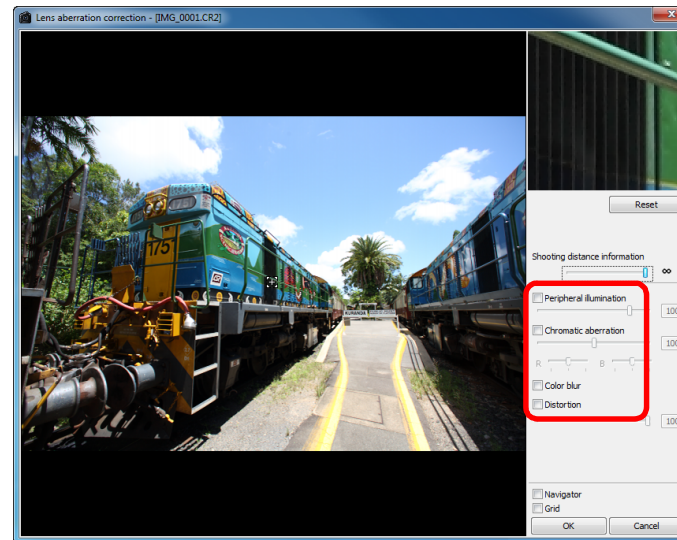 Lens aberration correction - [IMG_0001.CR2]
Reset
Shooting distance information
∞
Peripheral illumination
100
Chromatic aberration
100
R
B
Color blur
Distortion
100
Navigator
Grid
OK
Cancel
175
KURANDA